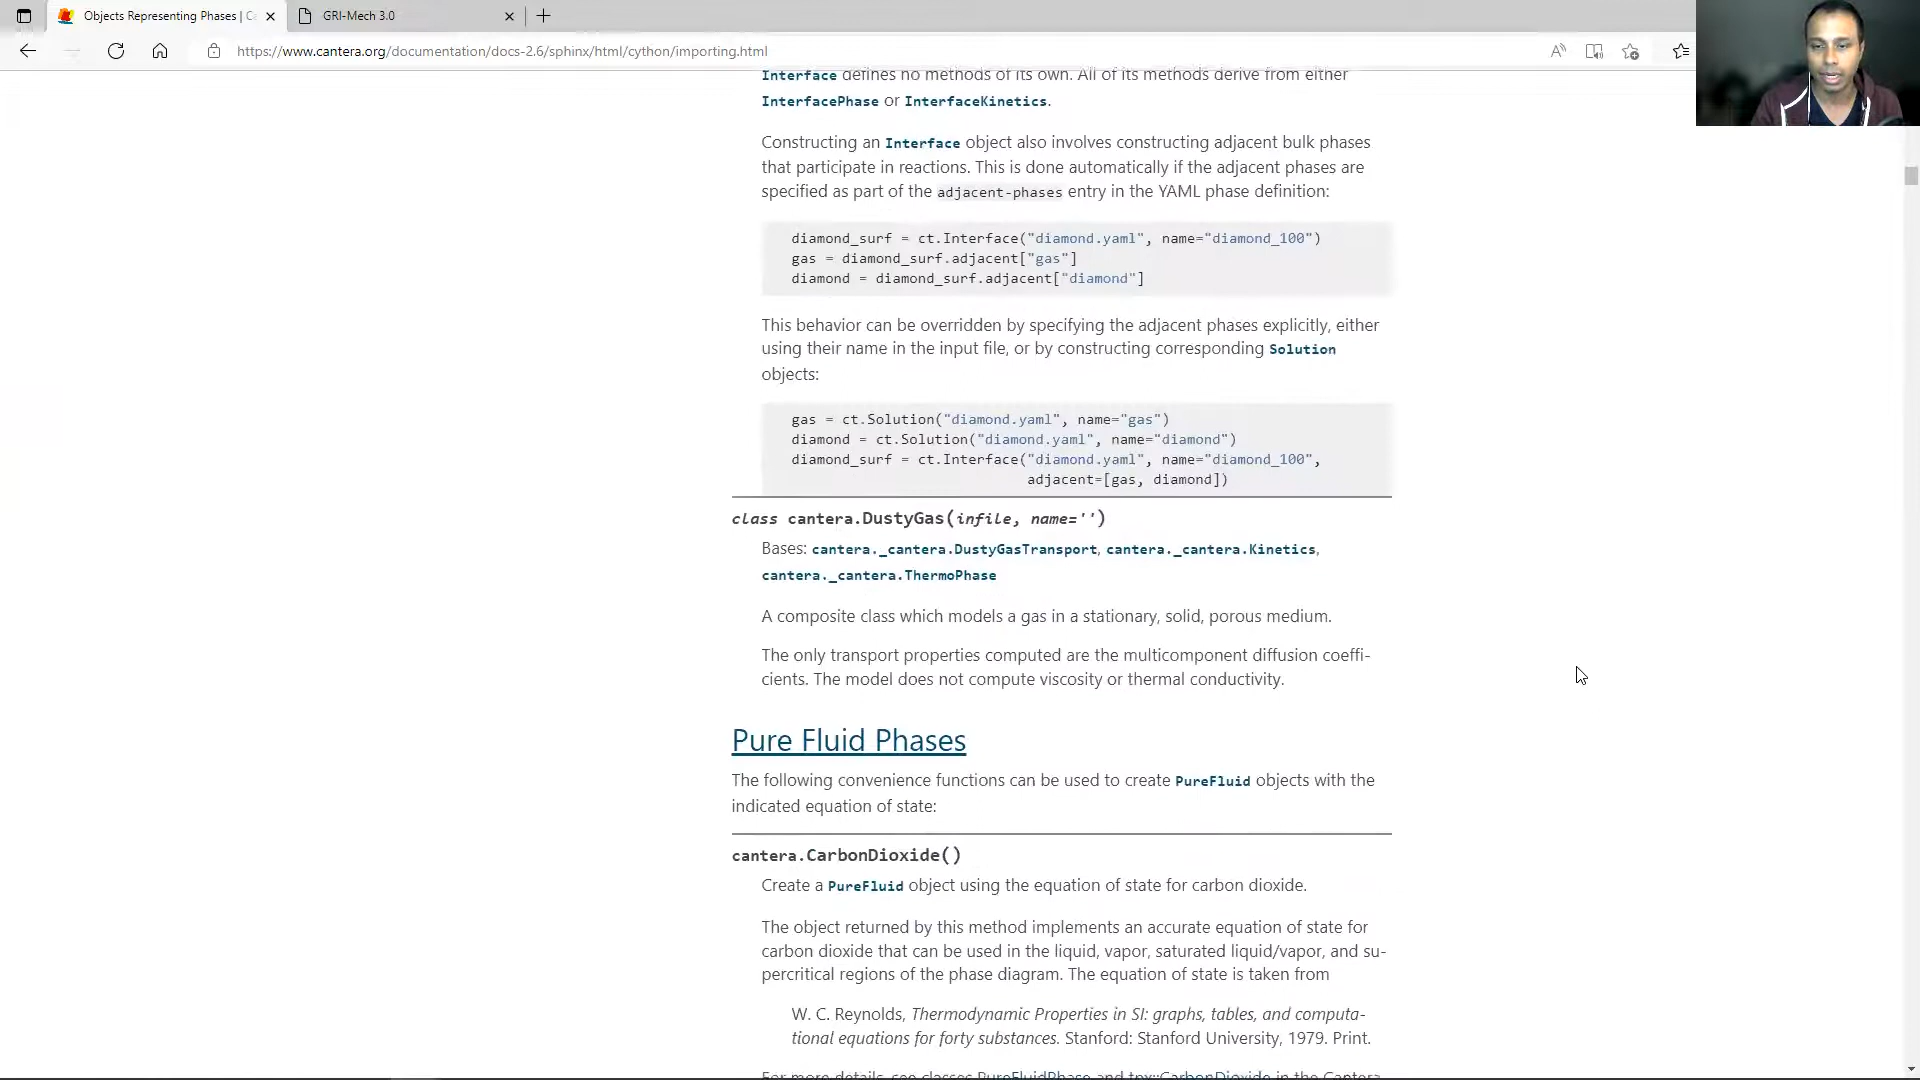 Objects Representing Phases | C
GRI-Mech 3.0
https://www.cantera.org/documentation/docs-2.6/sphinx/html/cython/importing.html
Interface defines no methods of its own. All of its methods derive from either
InterfacePhase or InterfaceKinetics.
Constructing an Interface object also involves constructing adjacent bulk phases
that participate in reactions. This is done automatically if the adjacent phases are
specified as part of the adjacent-phases entry in the YAML phase definition:
diamond_surf = ct.Interface("diamond.yaml", name="diamond_100")
gas = diamond_surf.adjacent["gas"]
diamond = diamond_surf.adjacent["diamond"]
This behavior can be overridden by specifying the adjacent phases explicitly, either
using their name in the input file, or by constructing corresponding Solution
objects:
gas = ct.Solution("diamond.yaml", name="gas")
diamond = ct.Solution("diamond.yaml", name="diamond")
diamond_surf = ct.Interface("diamond.yaml", name="diamond_100",
adjacent=[gas, diamond])
class cantera.DustyGas(infile, name='')
Bases: cantera._cantera.DustyGasTransport, cantera._cantera.Kinetics,
cantera._cantera.ThermoPhase
A composite class which models a gas in a stationary, solid, porous medium.
The only transport properties computed are the multicomponent diffusion coeffi-
cients. The model does not compute viscosity or thermal conductivity.
Pure Fluid Phases
The following convenience functions can be used to create PureFluid objects with the
indicated equation of state:
cantera.CarbonDioxide()
Create a PureFluid object using the equation of state for carbon dioxide.
The object returned by this method implements an accurate equation of state for
carbon dioxide that can be used in the liquid, vapor, saturated liquid/vapor, and su-
percritical regions of the phase diagram. The equation of state is taken from
W. C. Reynolds, Thermodynamic Properties in SI: graphs, tables, and computa-
tional equations for forty substances. Stanford: Stanford University, 1979. Print.
For more details, see classes PureFluidPhase and tpx::CarbonDioxide in the Cantera